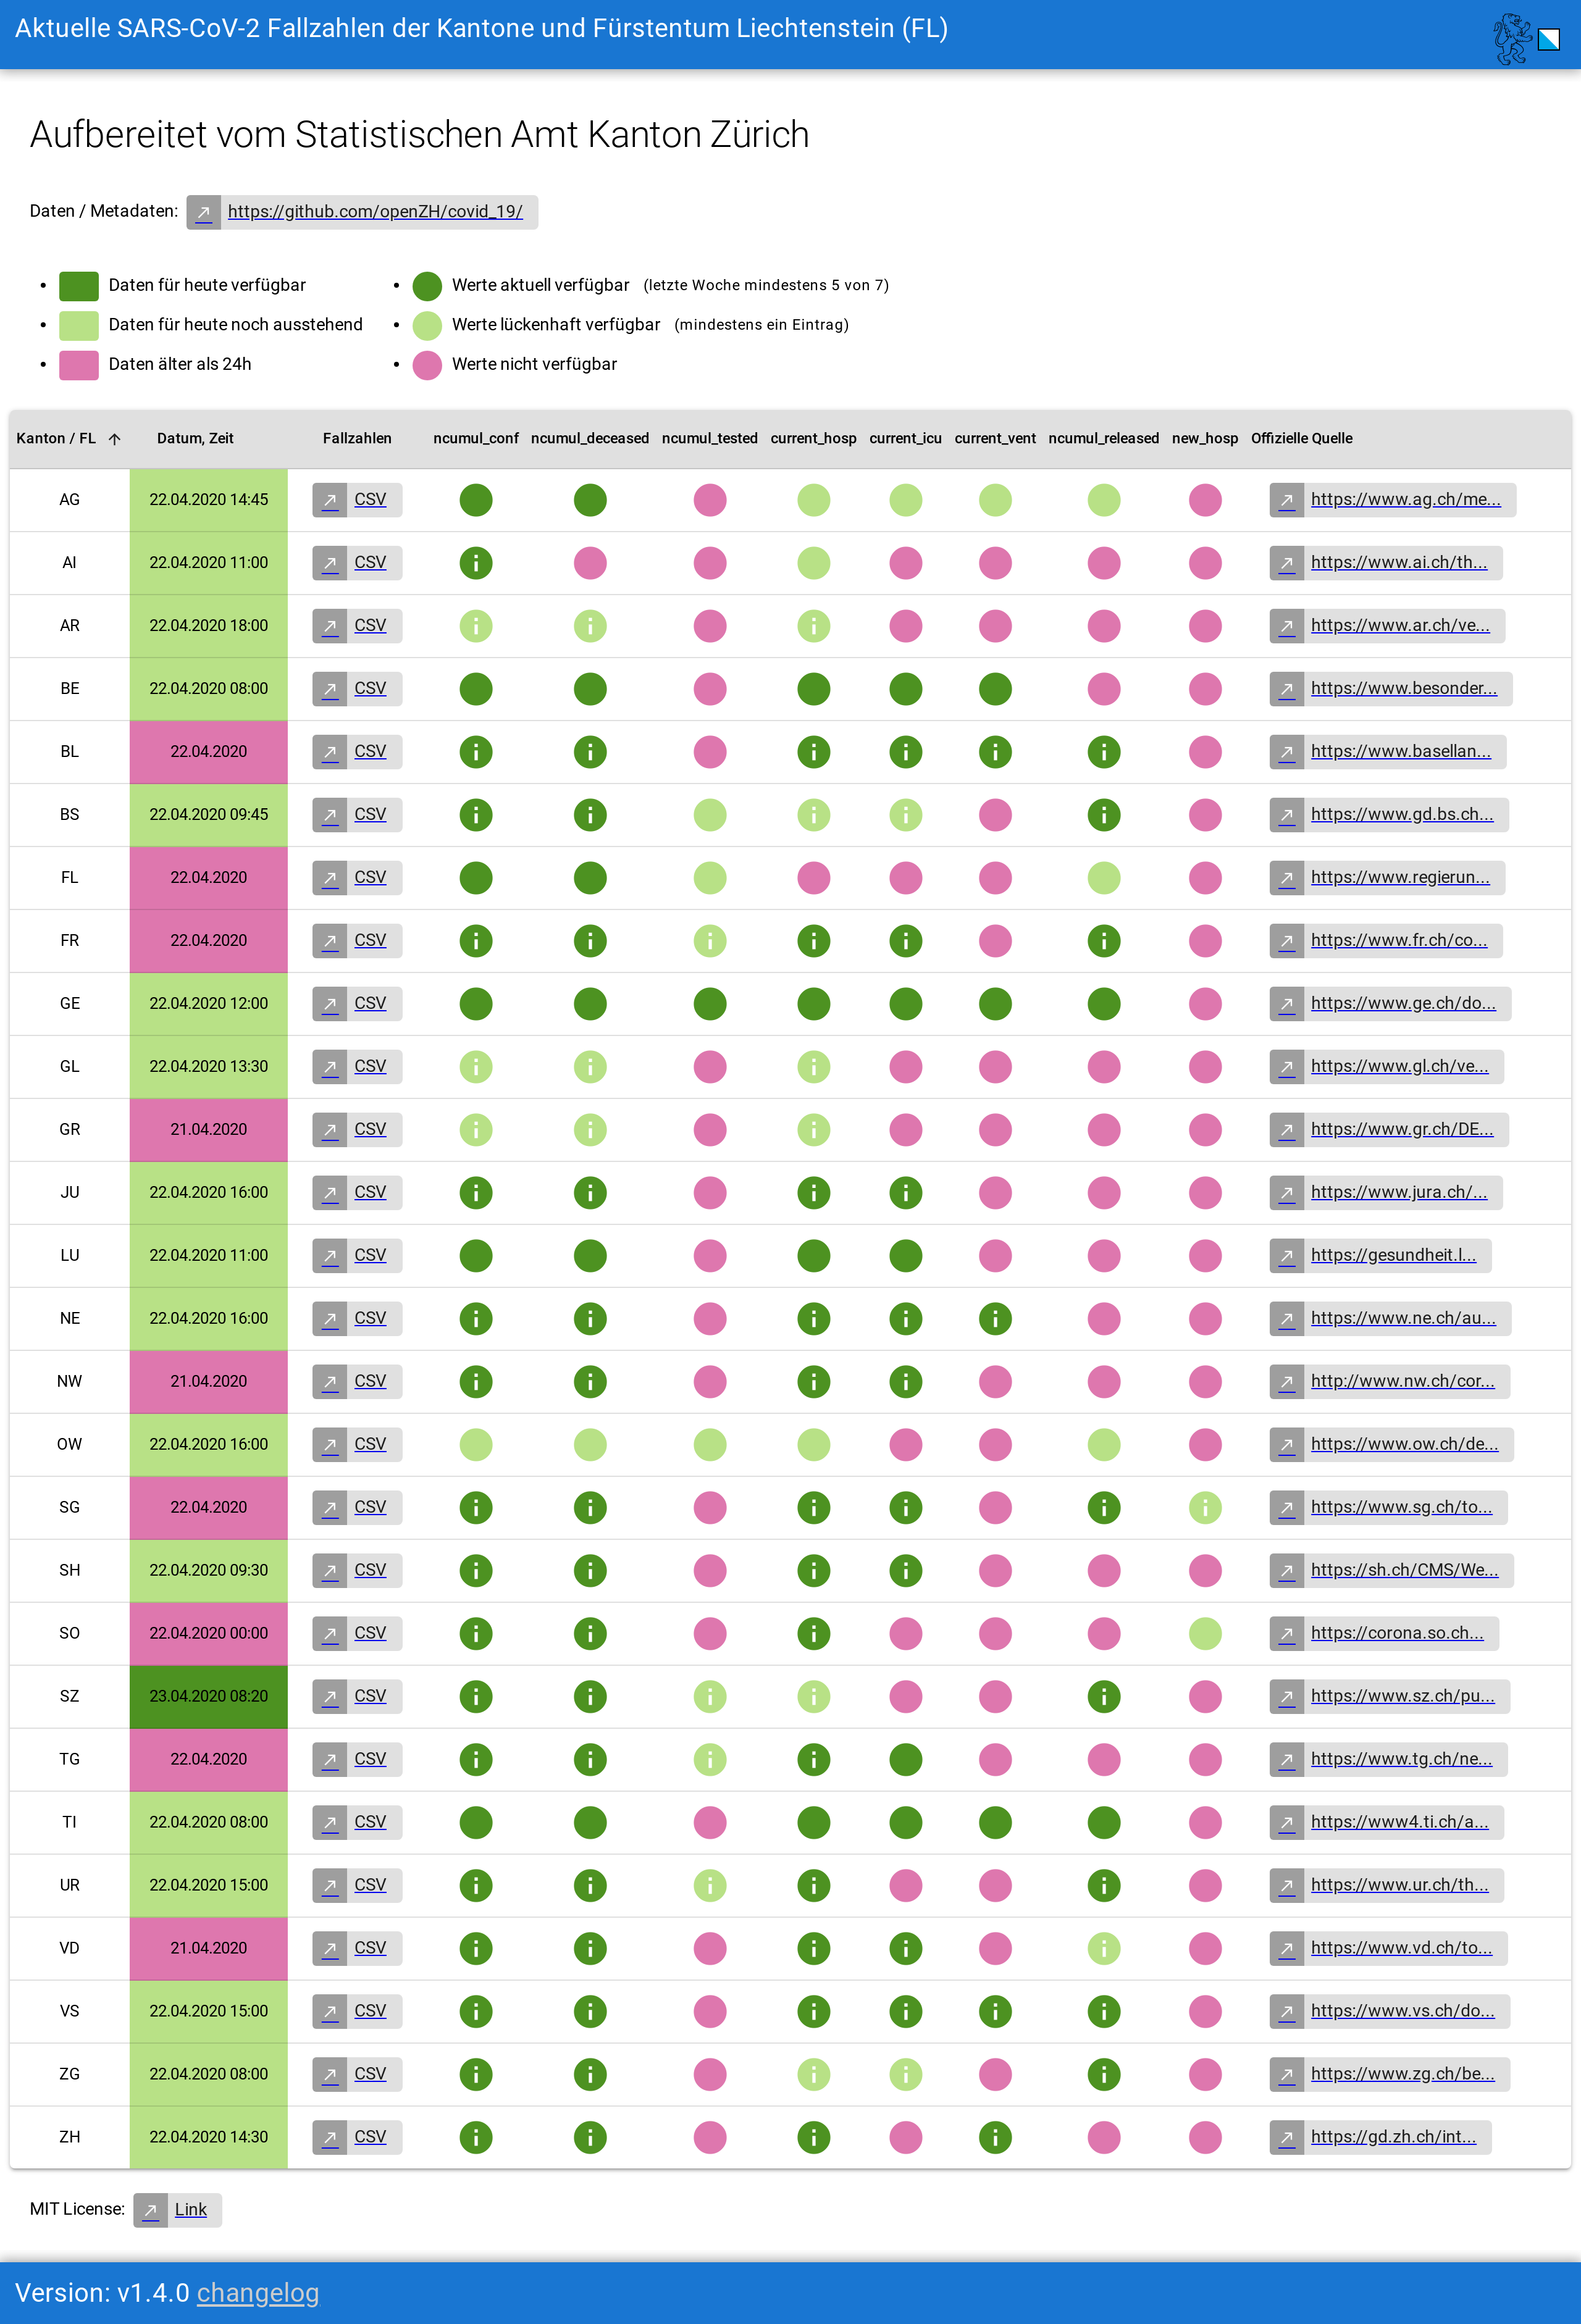 Aktuelle SARS-CoV-2 Fallzahlen der Kantone und Fürstentum Liechtenstein (FL)
Aufbereitet vom Statistischen Amt Kanton Zürich
Daten / Metadaten: https://github.com/openZH/covid_19/
Daten für heute verfügbar
Daten für heute noch ausstehend
Daten älter als 24h
Werte aktuell verfügbar (letzte Woche mindestens 5 von 7)
Werte lückenhaft verfügbar (mindestens ein Eintrag)
Werte nicht verfügbar
Kanton / FL Datum, Zeit Fallzahlen ncumul_conf ncumul_deceased ncumul_tested current_hosp current_icu current_vent ncumul_released new_hosp Offizielle Quelle
AG 22.04.2020 14:45 CSV https://www.ag.ch/me...
AI 22.04.2020 11:00 CSV https://www.ai.ch/th...
AR 22.04.2020 18:00 CSV https://www.ar.ch/ve...
BE 22.04.2020 08:00 CSV https://www.besonder...
BL 22.04.2020 CSV https://www.basellan...
BS 22.04.2020 09:45 CSV https://www.gd.bs.ch...
FL 22.04.2020 CSV https://www.regierun...
FR 22.04.2020 CSV https://www.fr.ch/co...
GE 22.04.2020 12:00 CSV https://www.ge.ch/do...
GL 22.04.2020 13:30 CSV https://www.gl.ch/ve...
GR 21.04.2020 CSV https://www.gr.ch/DE...
JU 22.04.2020 16:00 CSV https://www.jura.ch/...
LU 22.04.2020 11:00 CSV https://gesundheit.l...
NE 22.04.2020 16:00 CSV https://www.ne.ch/au...
NW 21.04.2020 CSV http://www.nw.ch/cor...
OW 22.04.2020 16:00 CSV https://www.ow.ch/de...
SG 22.04.2020 CSV https://www.sg.ch/to...
SH 22.04.2020 09:30 CSV https://sh.ch/CMS/We...
SO 22.04.2020 00:00 CSV https://corona.so.ch...
SZ 23.04.2020 08:20 CSV https://www.sz.ch/pu...
TG 22.04.2020 CSV https://www.tg.ch/ne...
TI 22.04.2020 08:00 CSV https://www4.ti.ch/a...
UR 22.04.2020 15:00 CSV https://www.ur.ch/th...
VD 21.04.2020 CSV https://www.vd.ch/to...
VS 22.04.2020 15:00 CSV https://www.vs.ch/do...
ZG 22.04.2020 08:00 CSV https://www.zg.ch/be...
ZH 22.04.2020 14:30 CSV https://gd.zh.ch/int...
MIT License: Link
Version: v1.4.0 changelog